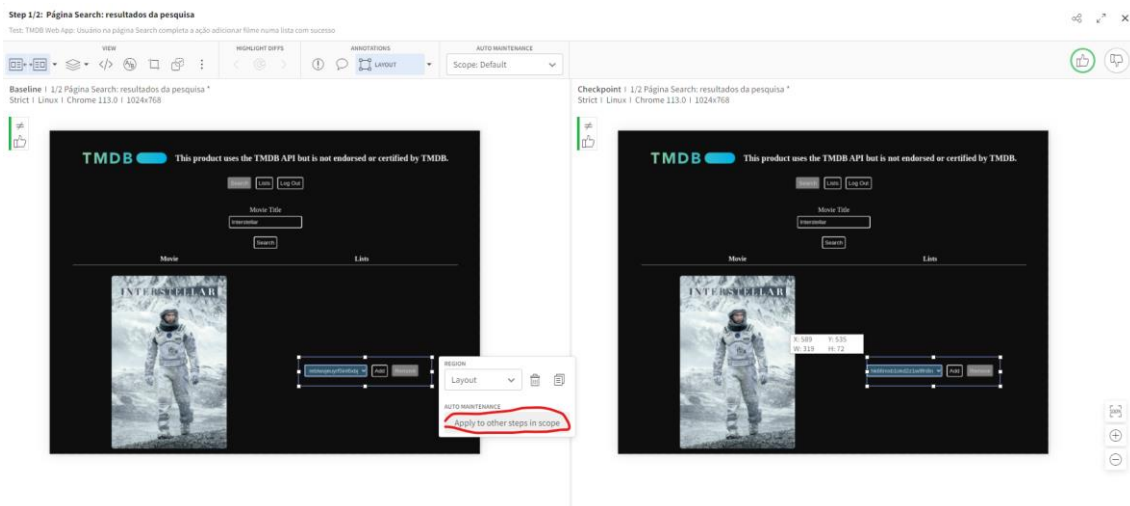 Step 1/2: Página Search: resultados da pesquisa
Test: TMDB Web App: Usuário na página Search completa a ação adicionar filme numa lista com sucesso
VIEW
HIGHLIGHT DIFFS
ANNOTATIONS
AUTO MAINTENANCE
LAYOUT
Scope: Default
Baseline | 1/2 Página Search: resultados da pesquisa *
Strict | Linux | Chrome 113.0 | 1024x768
TMDB
This product uses the TMDB API but is not endorsed or certified by TMDB.
Search Lists Log Out
Movie Title
Interstellar
Search
Movie Lists
INTERSTELLAR
Add Remove
REGION
Layout
AUTO MAINTENANCE
Apply to other steps in scope
Checkpoint | 1/2 Página Search: resultados da pesquisa *
Strict | Linux | Chrome 113.0 | 1024x768
TMDB
This product uses the TMDB API but is not endorsed or certified by TMDB.
Search Lists Log Out
Movie Title
Interstellar
Search
Movie Lists
INTERSTELLAR
X: 589 Y: 535
W: 319 H: 72
Add Remove
100%